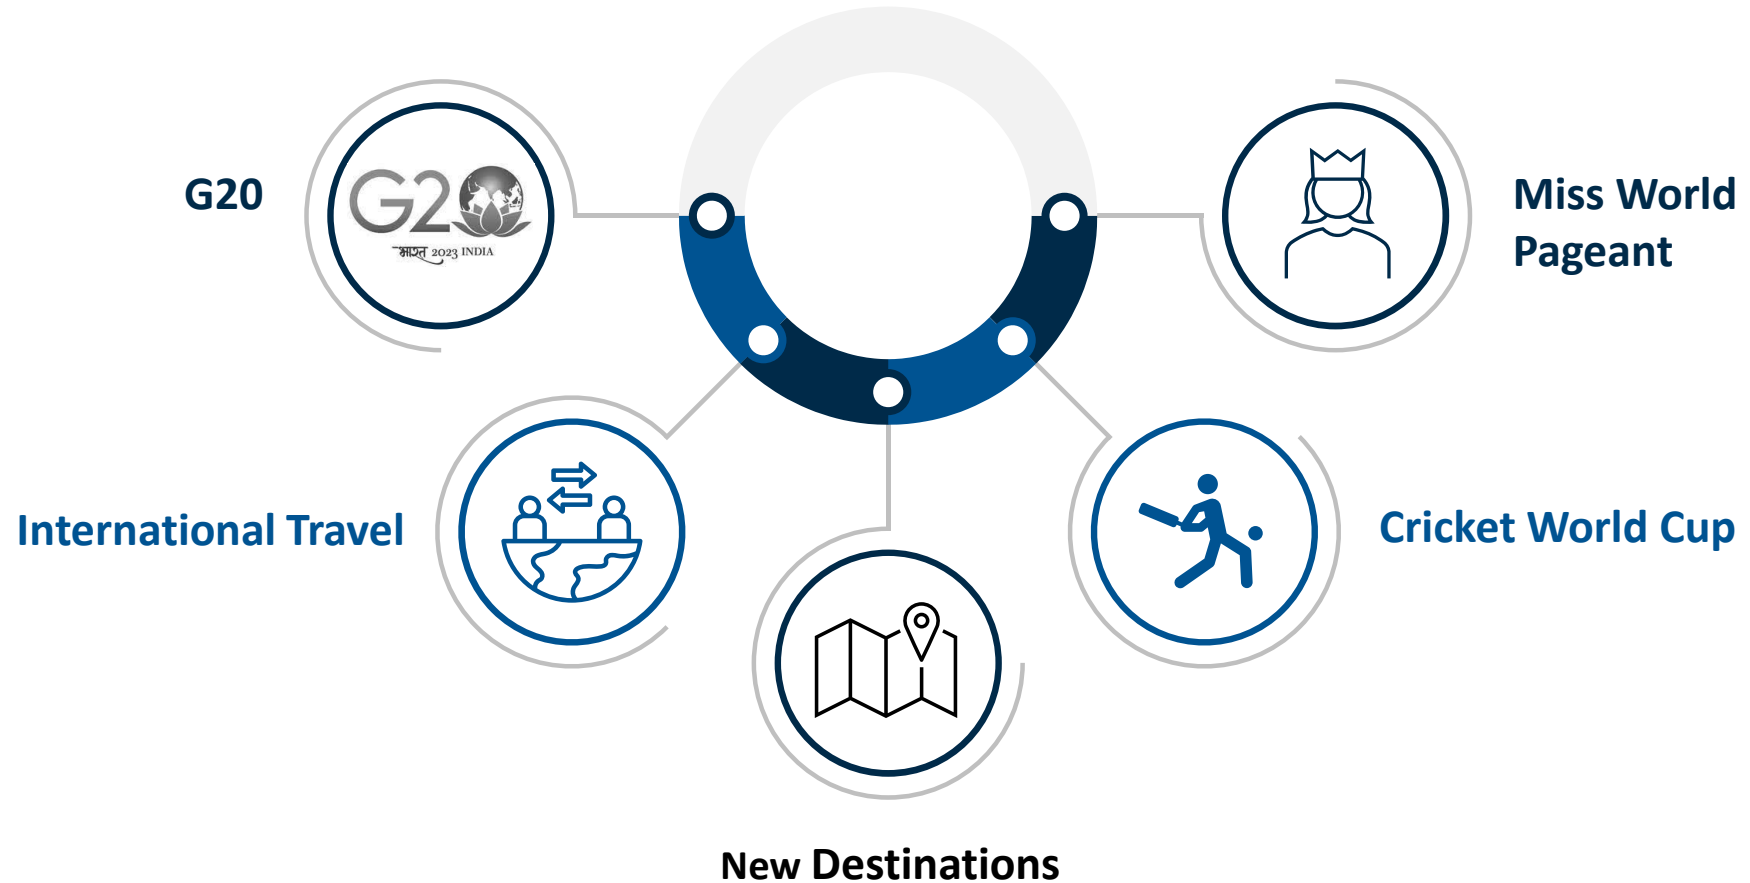 G20
G20
भारत 2023 INDIA
Miss World
Pageant
International Travel
Cricket World Cup
New Destinations